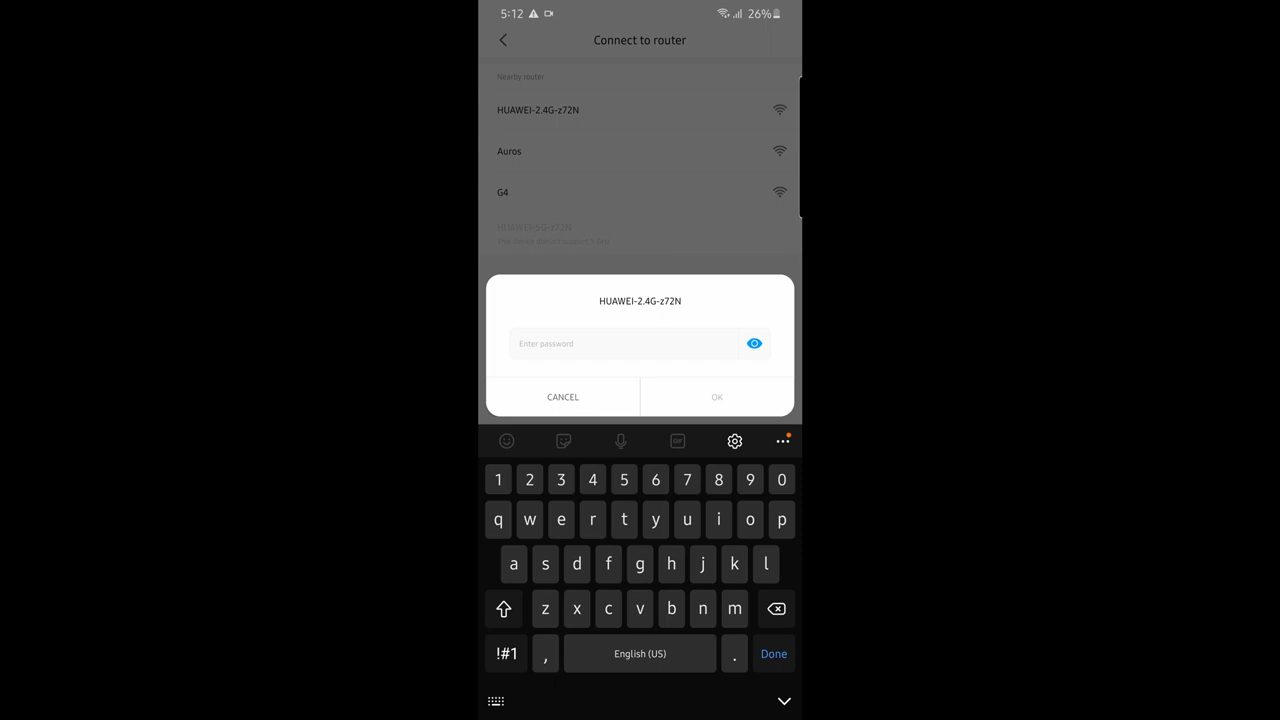 5:12 26%
Connect to router
Nearby router
HUAWEI-2.4G-z72N
Auros
G4
HUAWEI-5G-z72N
This device doesn't support 5 GHz
HUAWEI-2.4G-z72N
Enter password
CANCEL OK
GIF
1 2 3 4 5 6 7 8 9 0
q w e r t y u i o p
a s d f g h j k l
z x c v b n m
!#1 , English (US) . Done